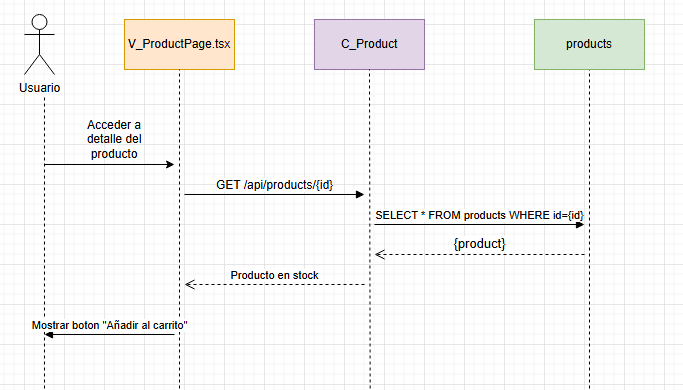 V_ProductPage.tsx
C_Product
products
Usuario
Acceder a
detalle del
producto
GET /api/products/{id}
SELECT * FROM products WHERE id={id}
{product}
Producto en stock
Mostrar boton "Añadir al carrito"